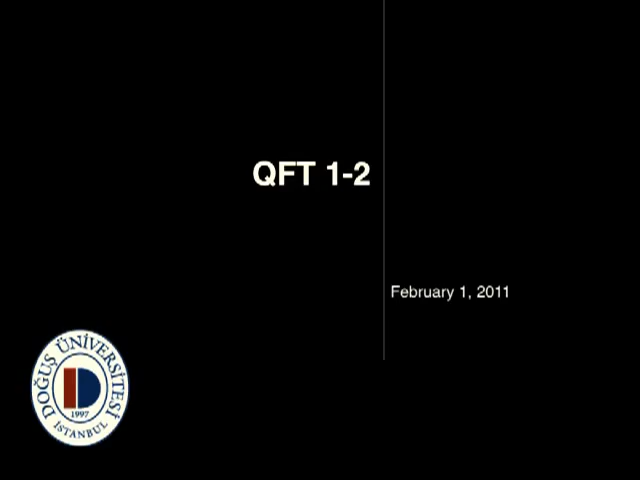 QFT 1-2
February 1, 2011
DOĞUŞ ÜNİVERSİTESİ
1997
İSTANBUL